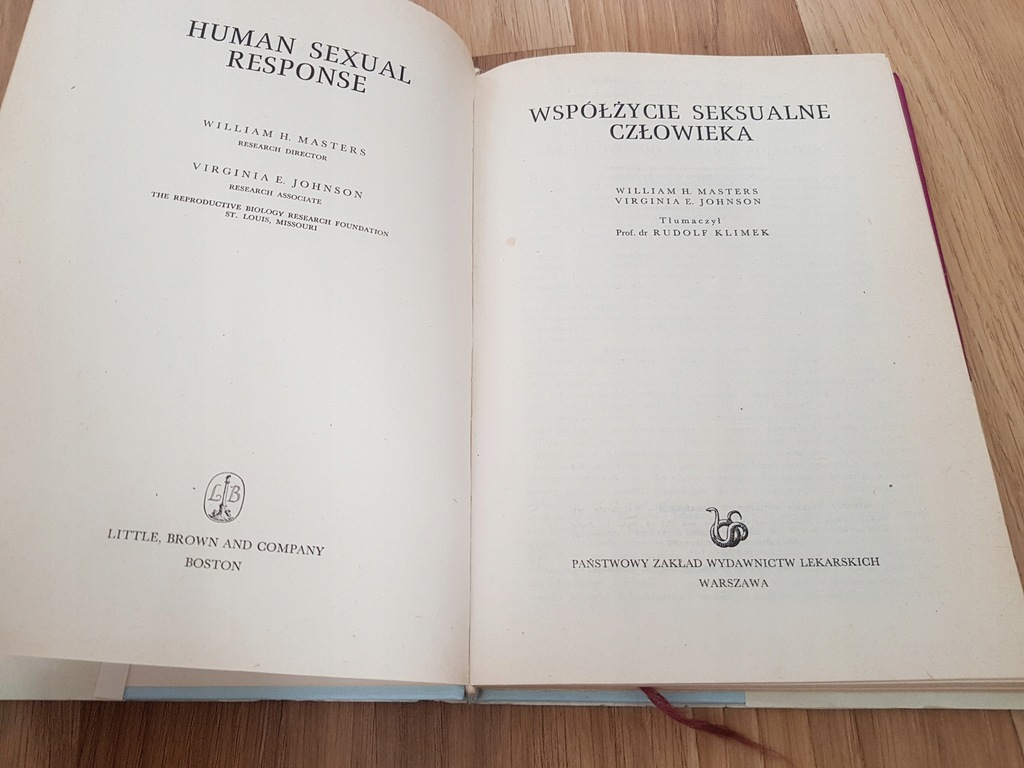 HUMAN SEXUAL
RESPONSE
WILLIAM H. MASTERS
RESEARCH DIRECTOR
VIRGINIA E. JOHNSON
RESEARCH ASSOCIATE
THE REPRODUCTIVE BIOLOGY RESEARCH FOUNDATION
ST. LOUIS, MISSOURI
L B
LITTLE, BROWN AND COMPANY
BOSTON
WSPÓŁŻYCIE SEKSUALNE
CZŁOWIEKA
WILLIAM H. MASTERS
VIRGINIA E. JOHNSON
Tłumaczył
Prof. dr RUDOLF KLIMEK
PAŃSTWOWY ZAKŁAD WYDAWNICTW LEKARSKICH
WARSZAWA